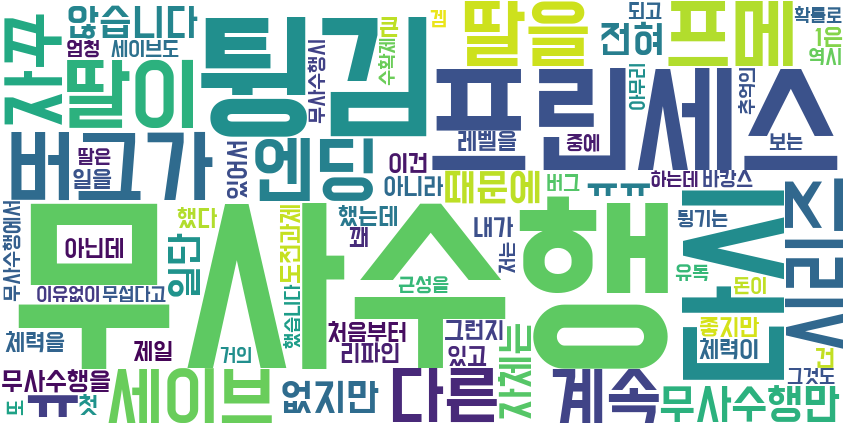 않습니다
엄청
세이브도
자꾸
딸이
튕김
무사수행시
수확제
큰
겜
딸을
되고
전혀
프메
확률로
1은
역시
프린세스
아무리
추억의
버그가
딸은
일을
있어서
엔딩
이건
아니라
레벨을
중에
보는
때문에
버그
ㅠㅠ
하는데
바캉스
무사수행에서
무사수행
아닌데
했다
일단
도전과제
했는데
꽤
내가
저는
튕기는
유독
돈이
시리즈
이유없이
무섭다고
근성을
체력을
제일
거의
했습니다
처음부터
리파인
그런지
있고
자체는
좋지만
체력이
건
그것도
무사수행을
버
ㅠ
첫
세이브
없지만
다른
계속
무사수행만